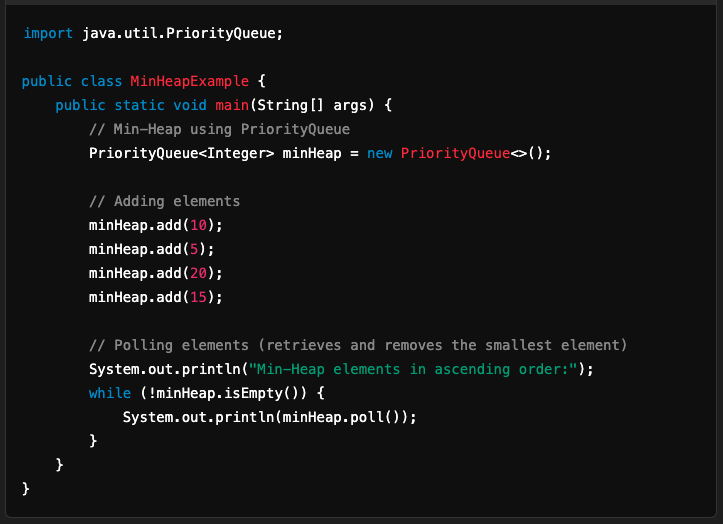 import java.util.PriorityQueue;

public class MinHeapExample {
    public static void main(String[] args) {
        // Min-Heap using PriorityQueue
        PriorityQueue<Integer> minHeap = new PriorityQueue<>();

        // Adding elements
        minHeap.add(10);
        minHeap.add(5);
        minHeap.add(20);
        minHeap.add(15);

        // Polling elements (retrieves and removes the smallest element)
        System.out.println("Min-Heap elements in ascending order:");
        while (!minHeap.isEmpty()) {
            System.out.println(minHeap.poll());
        }
    }
}